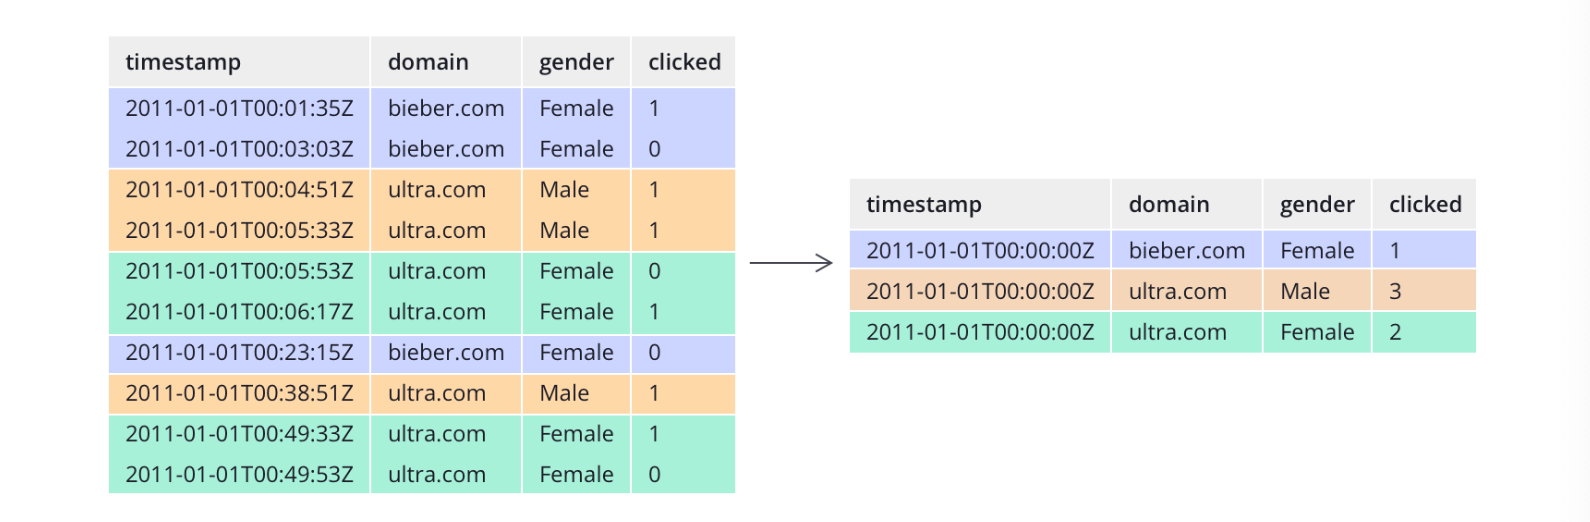 timestamp domain gender clicked
2011-01-01T00:01:35Z bieber.com Female 1
2011-01-01T00:03:03Z bieber.com Female 0
2011-01-01T00:04:51Z ultra.com Male 1
2011-01-01T00:05:33Z ultra.com Male 1
2011-01-01T00:05:53Z ultra.com Female 0
2011-01-01T00:06:17Z ultra.com Female 1
2011-01-01T00:23:15Z bieber.com Female 0
2011-01-01T00:38:51Z ultra.com Male 1
2011-01-01T00:49:33Z ultra.com Female 1
2011-01-01T00:49:53Z ultra.com Female 0
timestamp domain gender clicked
2011-01-01T00:00:00Z bieber.com Female 1
2011-01-01T00:00:00Z ultra.com Male 3
2011-01-01T00:00:00Z ultra.com Female 2